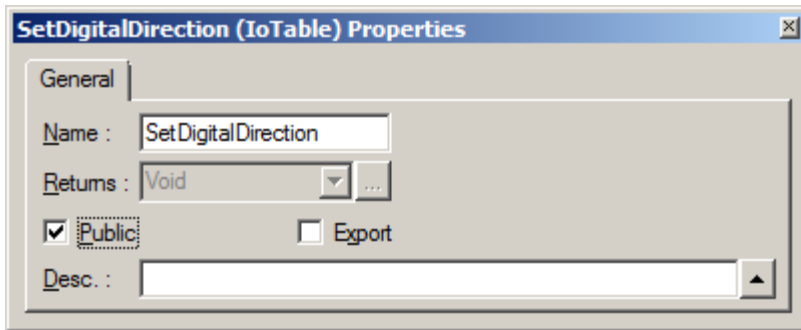 SetDigitalDirection (IoTable) Properties
General
Name : SetDigitalDirection
Returns : Void ...
Public Export
Desc. :